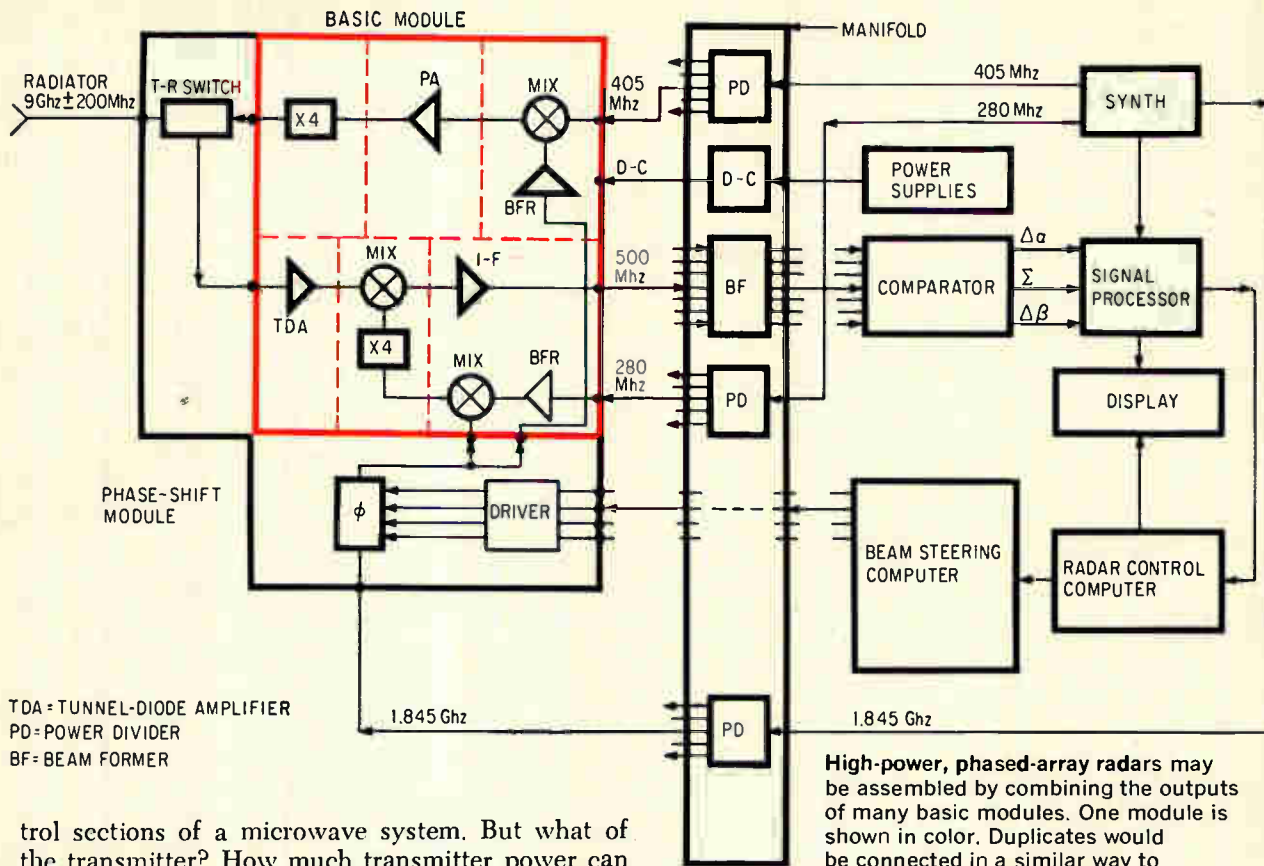 BASIC MODULE
MANIFOLD
RADIATOR
9 Ghz ± 200 Mhz
T-R SWITCH
X4
PA
MIX
405
Mhz
PD
405 Mhz
280 Mhz
SYNTH
BFR
D-C
D-C
POWER
SUPPLIES
TDA
MIX
I-F
500
Mhz
BF
COMPARATOR
Δα
Σ
Δβ
SIGNAL
PROCESSOR
X4
MIX
BFR
280
Mhz
PD
DISPLAY
PHASE-SHIFT
MODULE
φ
DRIVER
BEAM STEERING
COMPUTER
RADAR CONTROL
COMPUTER
TDA = TUNNEL-DIODE AMPLIFIER
PD = POWER DIVIDER
BF = BEAM FORMER
1.845 Ghz
PD
1.845 Ghz
High-power, phased-array radars may
be assembled by combining the outputs
of many basic modules. One module is
shown in color. Duplicates would
be connected in a similar way to
trol sections of a microwave system. But what of
the transmitter? How much transmitter power can